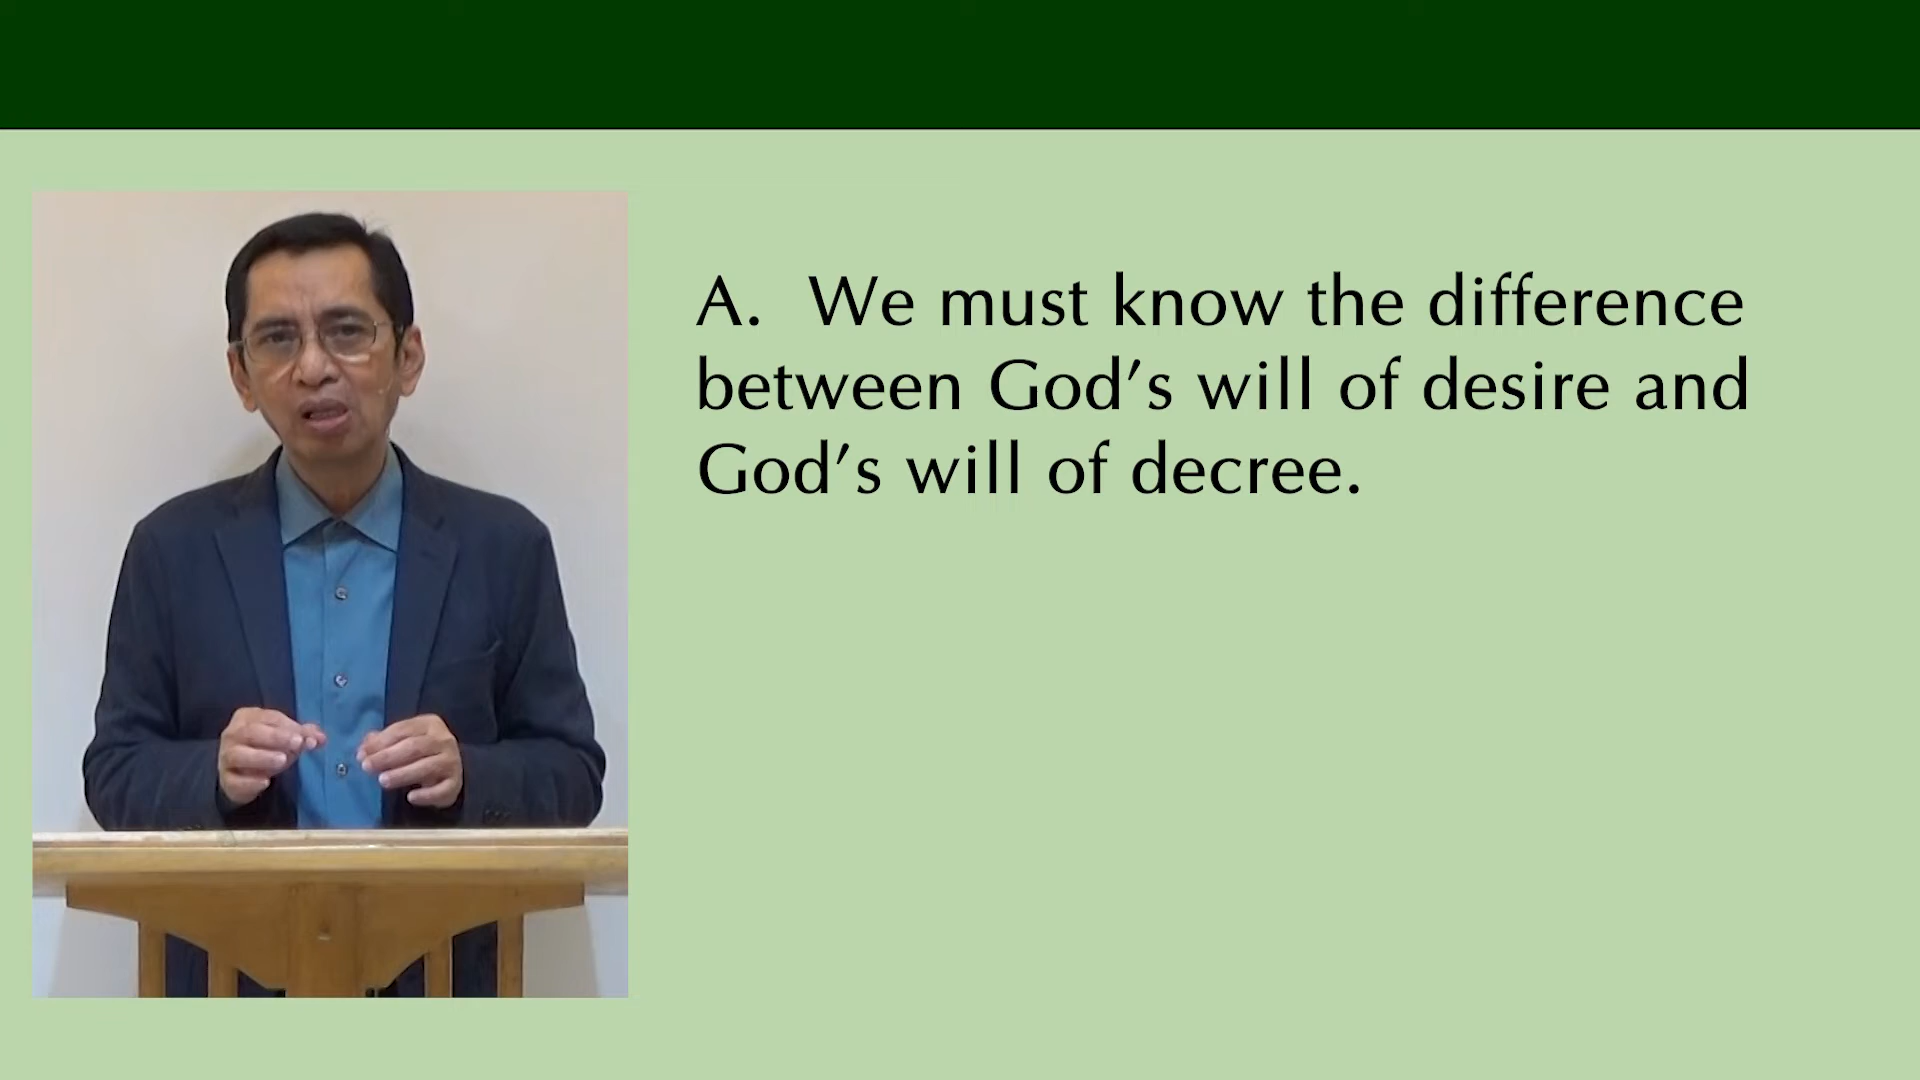 A. We must know the difference
between God's will of desire and
God's will of decree.